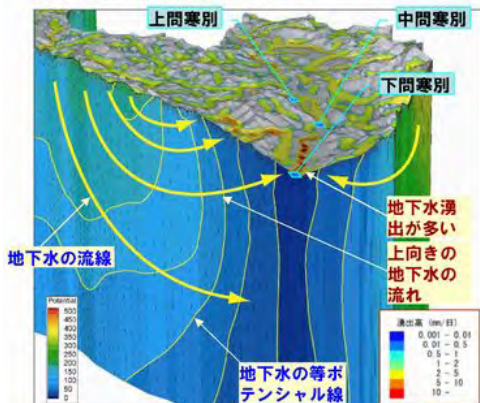 上問寒別
中問寒別
下問寒別
地下水湧
出が多い
上向きの
地下水の
流れ
地下水の流線
地下水の等ポ
テンシャル線
Potential
500
450
400
350
300
250
200
150
100
50
0
湧出高 (mm/日)
0.001 - 0.01
0.01 - 0.5
0.5 - 1
1 - 2
2 - 5
5 - 10
10 -